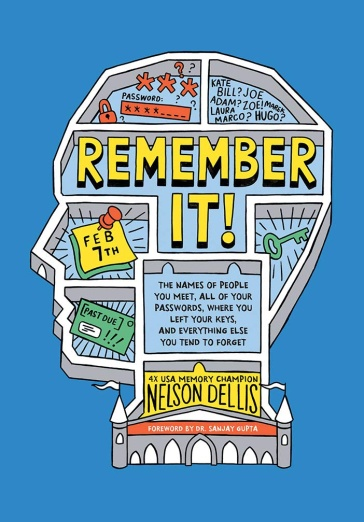 ? ?
***
?
PASSWORD:
****
KATE
BILL? JOE
ADAM? ZOE! MAREK
LAURA
MARCO? HUGO?
REMEMBER
IT!
FEB
7TH
PAST DUE
!!!
THE NAMES OF PEOPLE
YOU MEET, ALL OF YOUR
PASSWORDS, WHERE YOU
LEFT YOUR KEYS,
AND EVERYTHING ELSE
YOU TEND TO FORGET
4X USA MEMORY CHAMPION
NELSON DELLIS
FOREWORD BY DR. SANJAY GUPTA